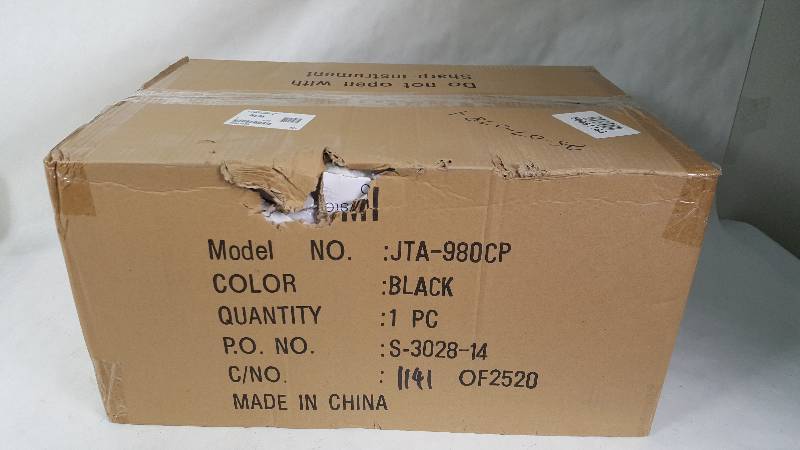 Do not open with
Sharp instrument
Model NO. :JTA-980CP
COLOR :BLACK
QUANTITY :1 PC
P.O. NO. :S-3028-14
C/NO. : 1141 OF2520
MADE IN CHINA